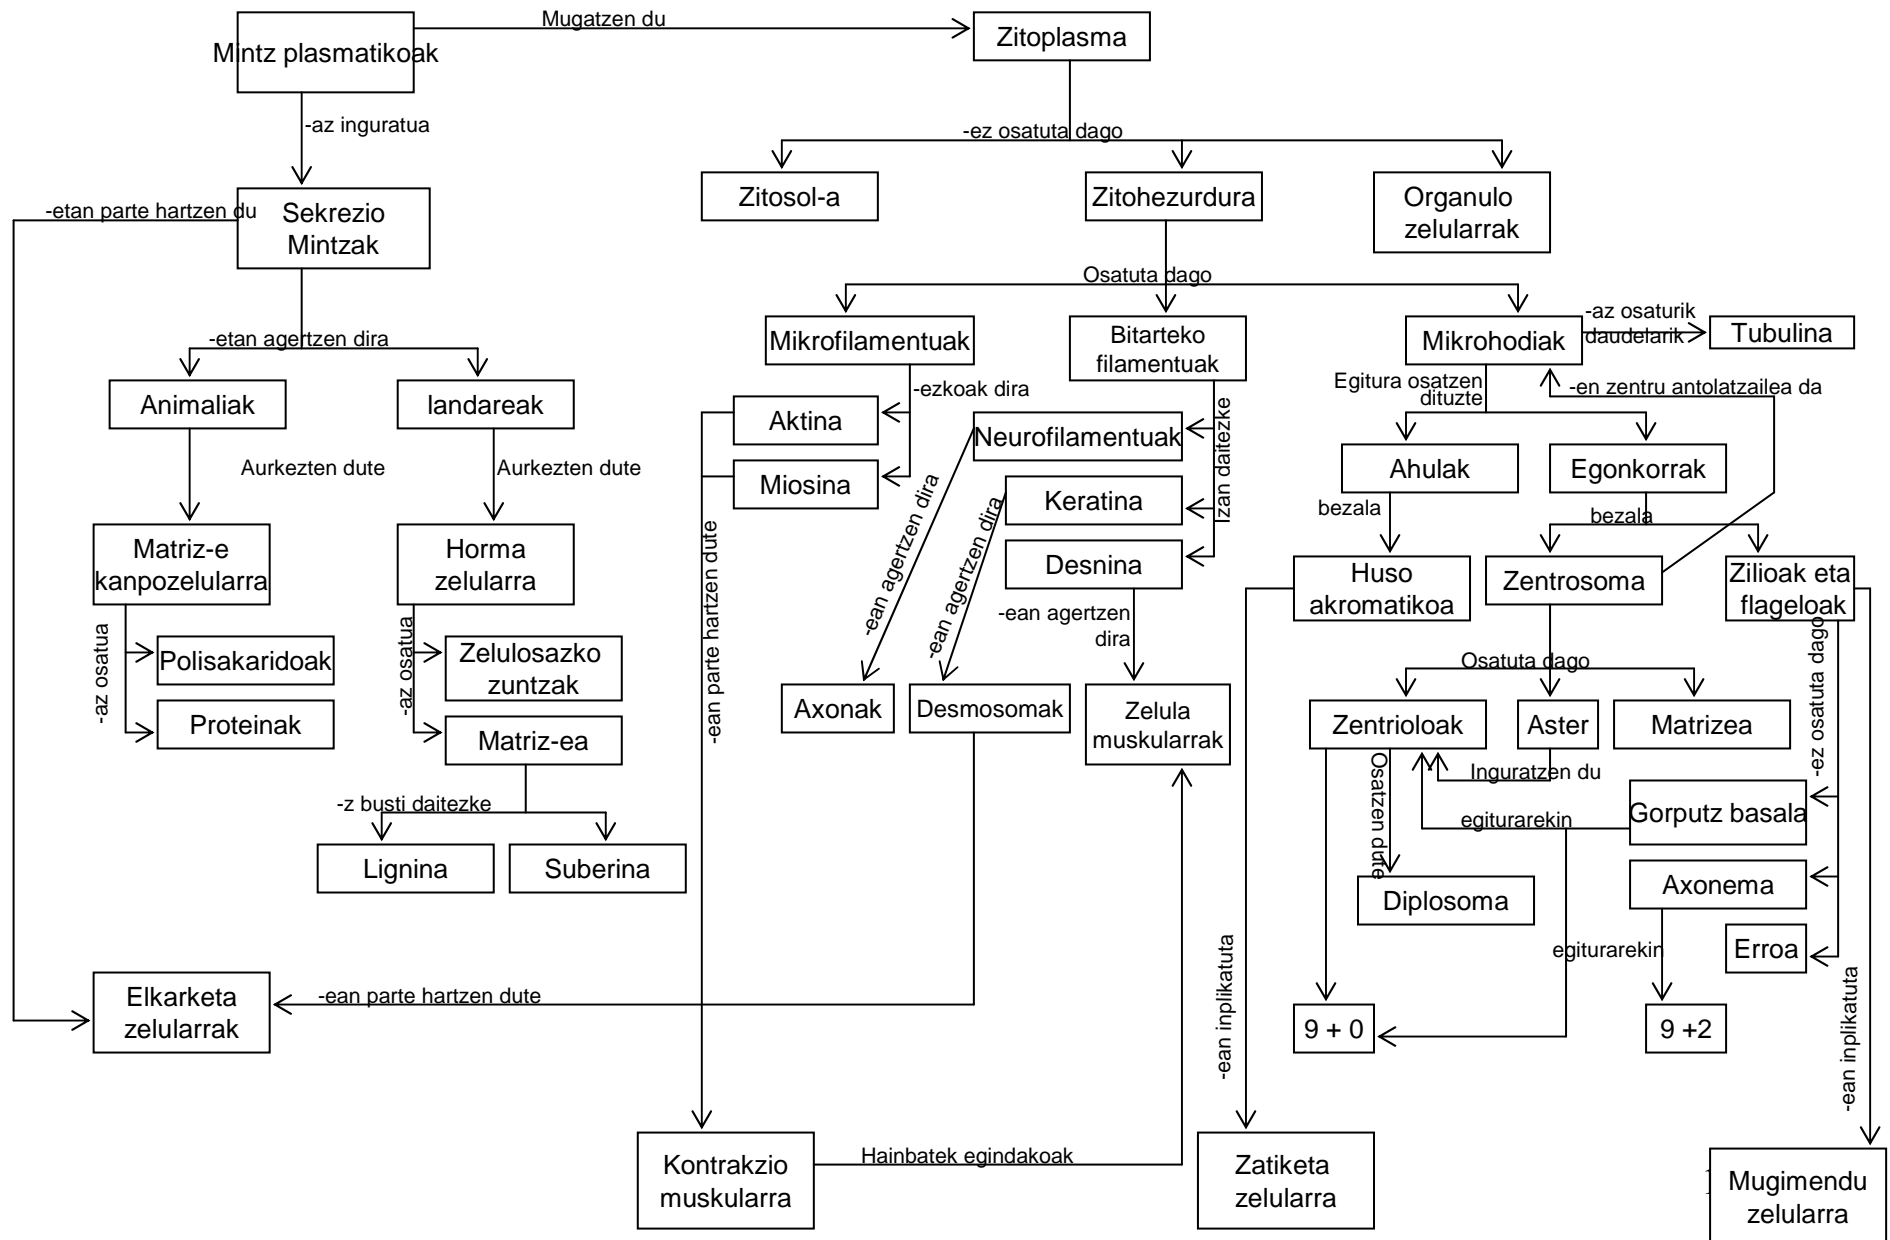 Mugatzen du
Mintz plasmatikoak
Zitoplasma
-az inguratua
-ez osatuta dago
Zitosol-a
Zitohezurdura
Organulo
zelularrak
-etan parte hartzen du
Sekrezio
Mintzak
Osatuta dago
-etan agertzen dira
Mikrofilamentuak
Bitarteko
filamentuak
Mikrohodiak
-az osaturik
daudelarik
Tubulina
Animaliak
landareak
-ezkoak dira
Aktina
Miosina
Izan daitezke
Neurofilamentuak
Keratina
Desnina
Egitura osatzen
dituzte
-en zentru antolatzailea da
Ahulak
Egonkorrak
Aurkezten dute
Aurkezten dute
bezala
bezala
Matriz-e
kanpozelularra
Horma
zelularra
-ean parte hartzen dute
-ean agertzen dira
-ean agertzen dira
-ean agertzen
dira
Huso
akromatikoa
Zentrosoma
Zilioak eta
flageloak
-az osatua
Polisakaridoak
Proteinak
-az osatua
Zelulosazko
zuntzak
Matriz-ea
Axonak
Desmosomak
Zelula
muskularrak
Osatuta dago
-ez osatuta dago
Zentrioloak
Aster
Matrizea
Osatzen dute
Inguratzen du
-z busti daitezke
Lignina
Suberina
egiturarekin
Gorputz basala
Axonema
Diplosoma
Erroa
egiturarekin
-ean inplikatuta
-ean inplikatuta
Elkarketa
zelularrak
-ean parte hartzen dute
9 + 0
9 +2
Kontrakzio
muskularra
Hainbatek egindakoak
Zatiketa
zelularra
Mugimendu
zelularra